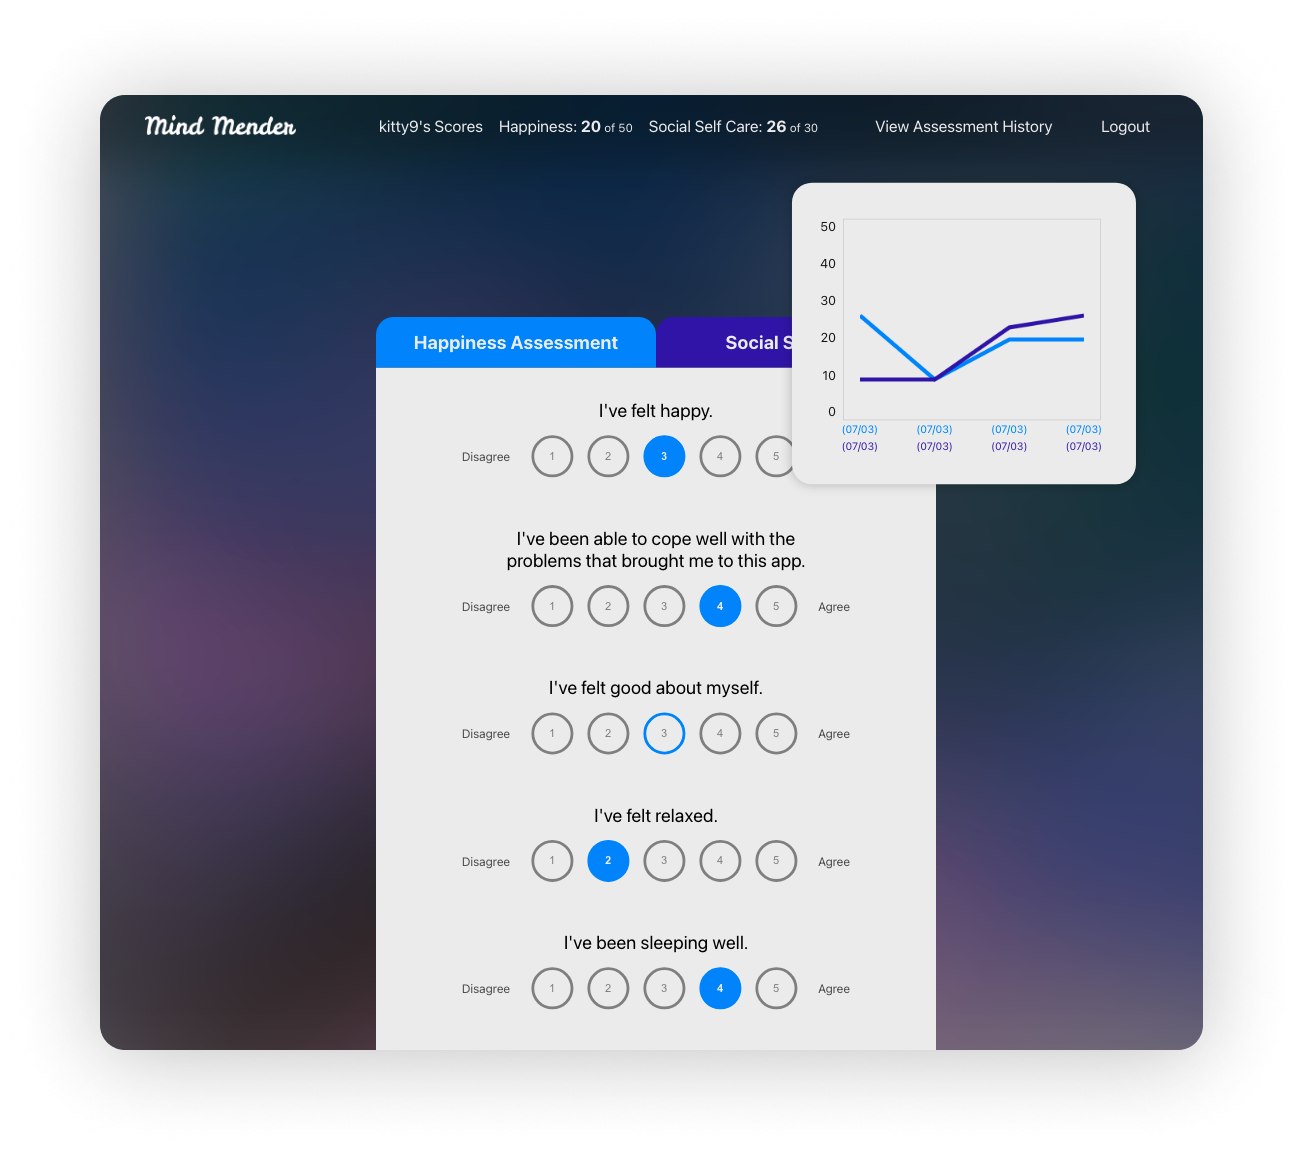 Mind Mender
kitty9's Scores Happiness: 20 of 50 Social Self Care: 26 of 30 View Assessment History Logout
50
40
30
20
10
0
(07/03) (07/03) (07/03) (07/03)
(07/03) (07/03) (07/03) (07/03)
Happiness Assessment Social S
I've felt happy.
Disagree 1 2 3 4 5
I've been able to cope well with the
problems that brought me to this app.
Disagree 1 2 3 4 5 Agree
I've felt good about myself.
Disagree 1 2 3 4 5 Agree
I've felt relaxed.
Disagree 1 2 3 4 5 Agree
I've been sleeping well.
Disagree 1 2 3 4 5 Agree